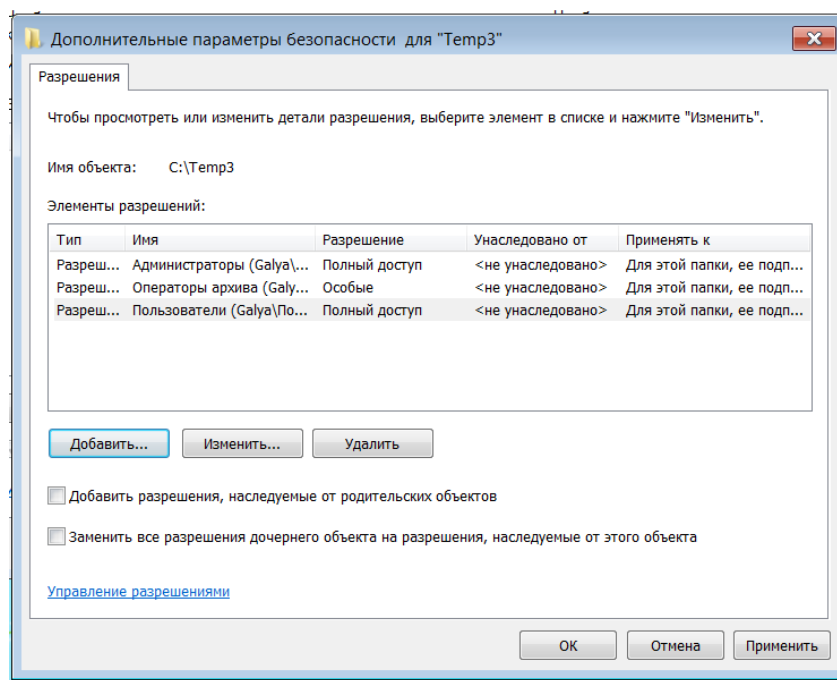 Дополнительные параметры безопасности для "Temp3"
Разрешения
Чтобы просмотреть или изменить детали разрешения, выберите элемент в списке и нажмите "Изменить".
Имя объекта: C:\Temp3
Элементы разрешений:
Тип Имя Разрешение Унаследовано от Применять к
Разреш... Администраторы (Galya\... Полный доступ <не унаследовано> Для этой папки, ее подп...
Разреш... Операторы архива (Galy... Особые <не унаследовано> Для этой папки, ее подп...
Разреш... Пользователи (Galya\По... Полный доступ <не унаследовано> Для этой папки, ее подп...
Добавить... Изменить... Удалить
Добавить разрешения, наследуемые от родительских объектов
Заменить все разрешения дочернего объекта на разрешения, наследуемые от этого объекта
Управление разрешениями
ОК Отмена Применить